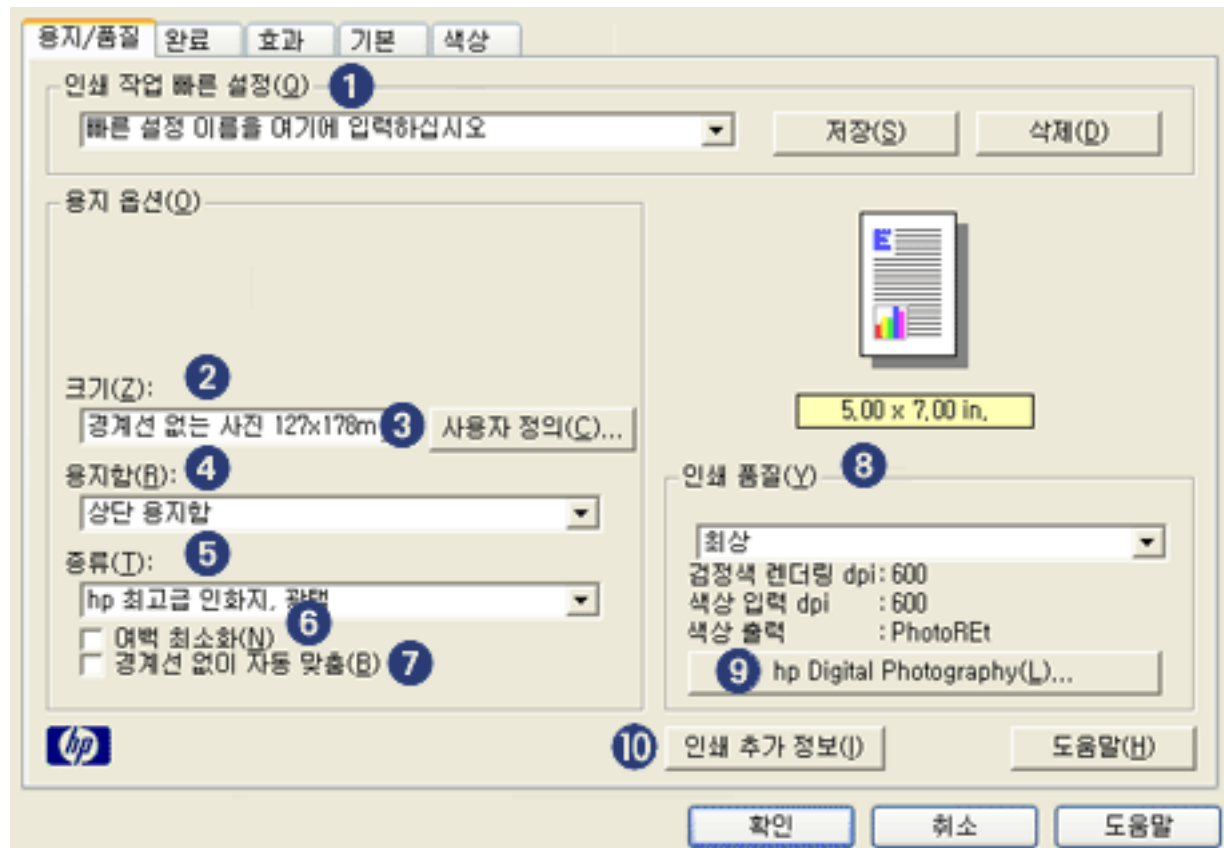 용지/품질 완료 효과 기본 색상
인쇄 작업 빠른 설정(Q) 1
빠른 설정 이름을 여기에 입력하십시오 저장(S) 삭제(D)
용지 옵션(O)
E
크기(Z): 2
경계선 없는 사진 127x178m 3 사용자 정의(C)...
5.00 x 7.00 in.
용지함(R): 4
상단 용지함
인쇄 품질(Y) 8
최상
종류(T): 5
hp 최고급 인화지, 광택
검정색 렌더링 dpi: 600
색상 입력 dpi : 600
색상 출력 : PhotoREt
여백 최소화(N) 6
경계선 없이 자동 맞춤(B) 7
9 hp Digital Photography(L)...
hp
10 인쇄 추가 정보(I) 도움말(H)
확인 취소 도움말